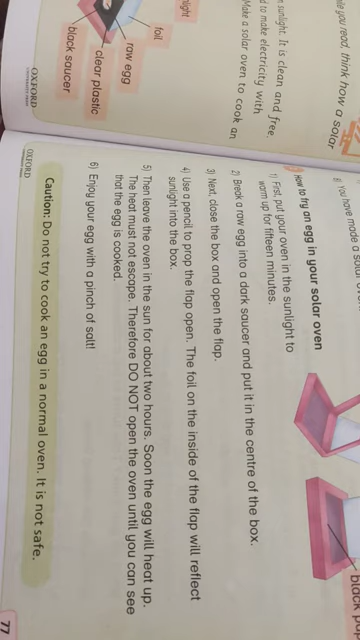 while you read, think how a solar
sunlight. It is clean and free.
to make electricity with
Make a solar oven to cook an
foil
raw egg
clear plastic
black saucer
OXFORD
6) You have made a solar
How to fry an egg in your solar oven
1) First, put your oven in the sunlight to
warm up for fifteen minutes.
2) Break a raw egg into a dark saucer and put it in the centre of the box.
3) Next, close the box and open the flap.
4) Use a pencil to prop the flap open. The foil on the inside of the flap will reflect
sunlight into the box.
5) Then leave the oven in the sun for about two hours. Soon the egg will heat up.
The heat must not escape. Therefore DO NOT open the oven until you can see
that the egg is cooked.
6) Enjoy your egg with a pinch of salt!
Caution: Do not try to cook an egg in a normal oven. It is not safe.
OXFORD
black
77